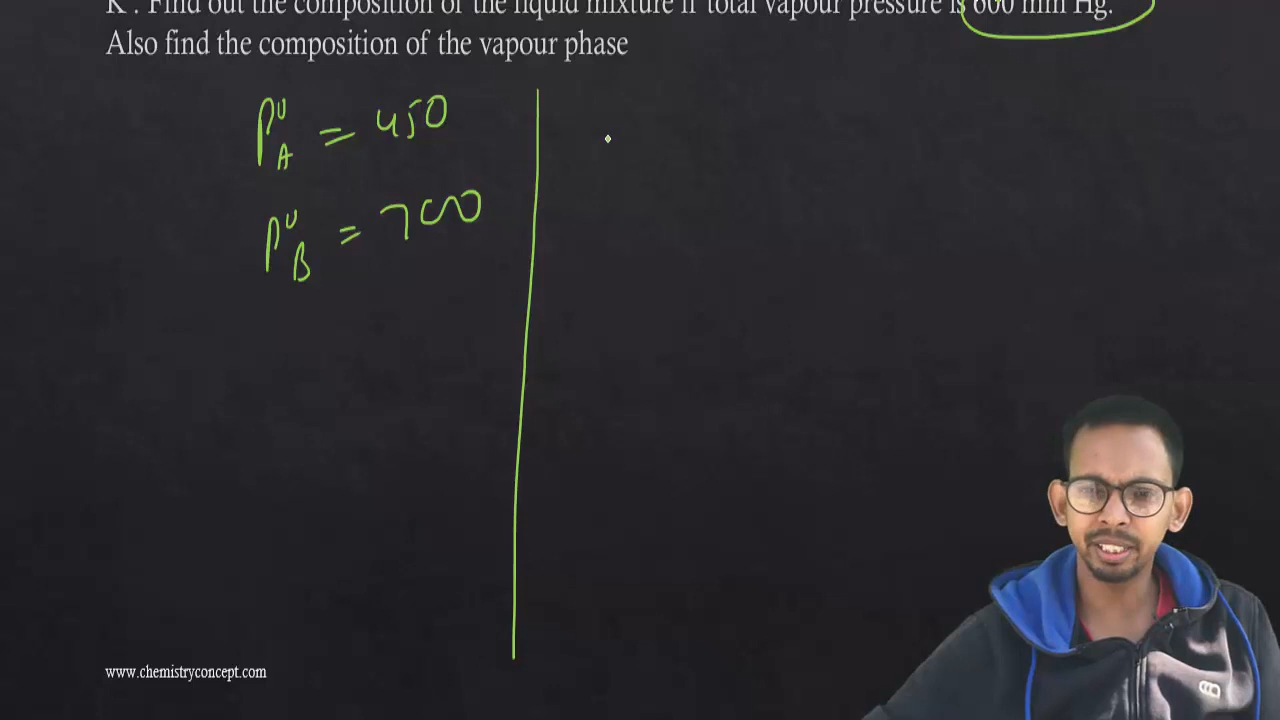 K . Find out the composition of the liquid mixture if total vapour pressure is 600 mm Hg.
Also find the composition of the vapour phase
P⁰A = 450
P⁰B = 700
www.chemistryconcept.com